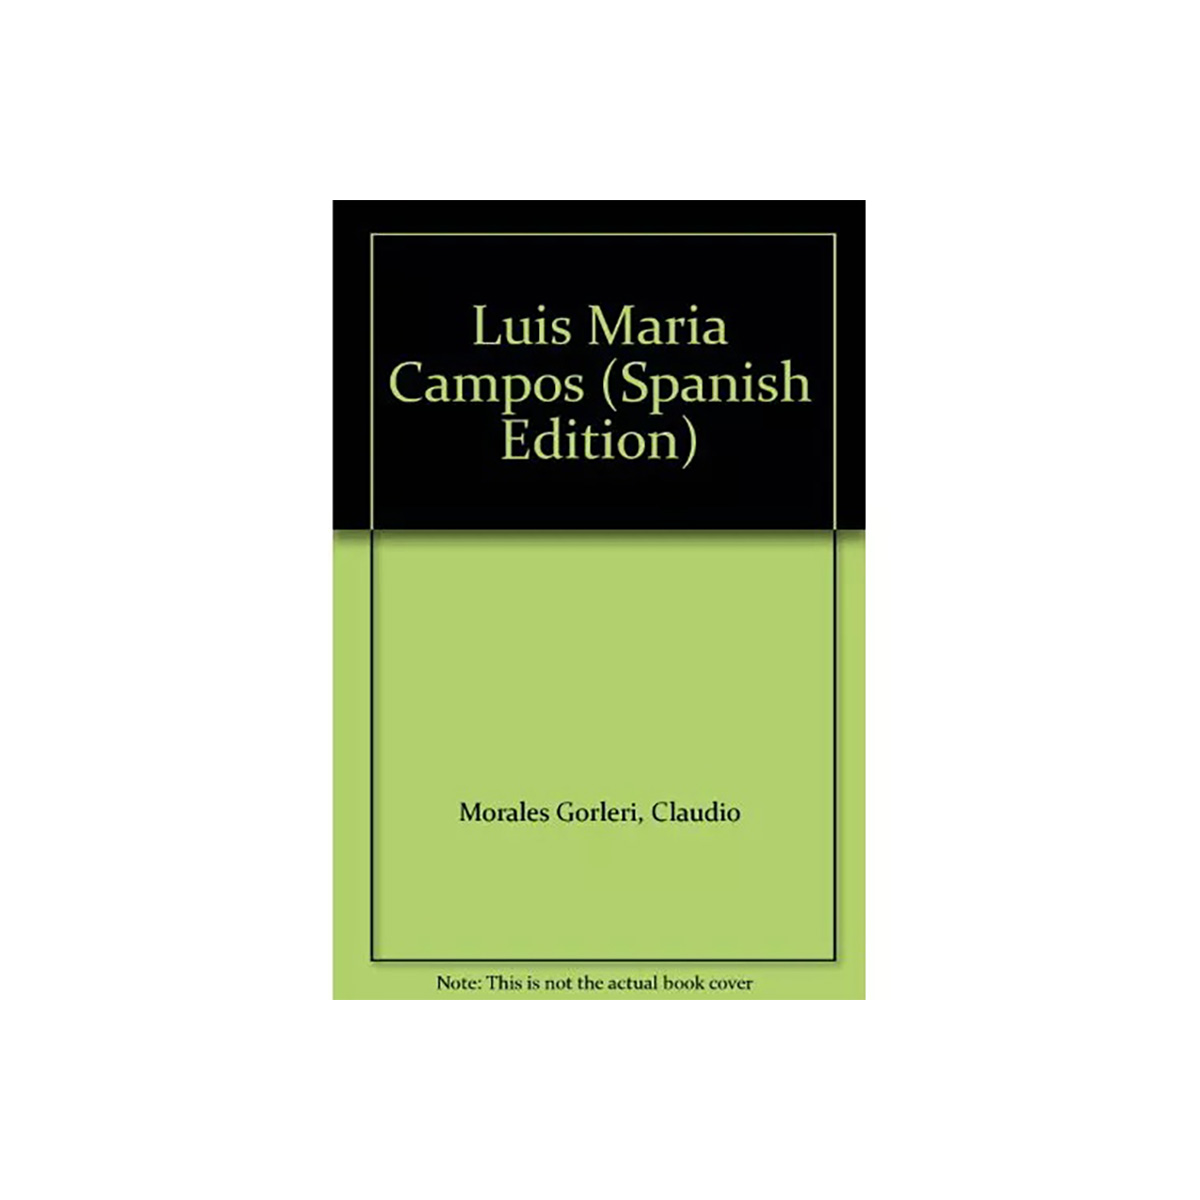 Luis Maria
Campos (Spanish
Edition)
Morales Gorleri, Claudio
Note: This is not the actual book cover